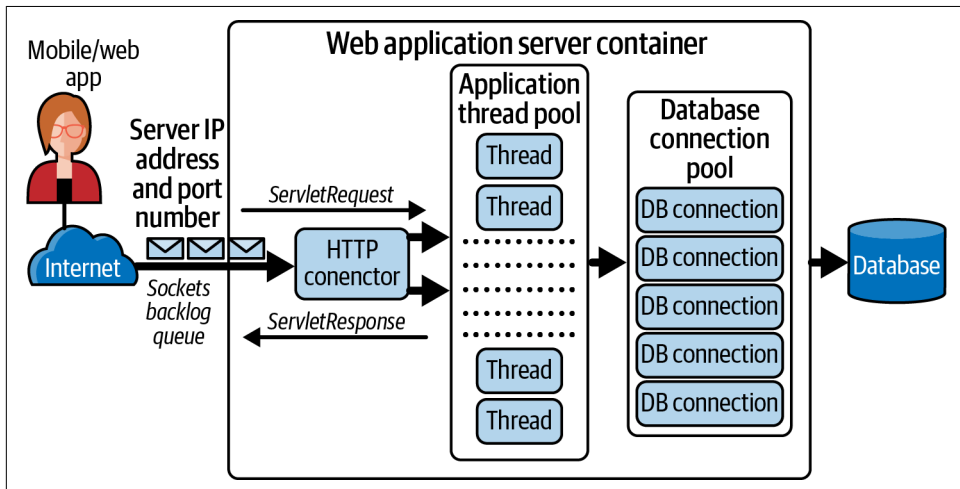 Web application server container
Mobile/web
app
Server IP
address
and port
number
Internet
Sockets
backlog
queue
ServletRequest
HTTP
conenctor
ServletResponse
Application
thread pool
Thread
Thread
Thread
Thread
Database
connection
pool
DB connection
DB connection
DB connection
DB connection
DB connection
Database